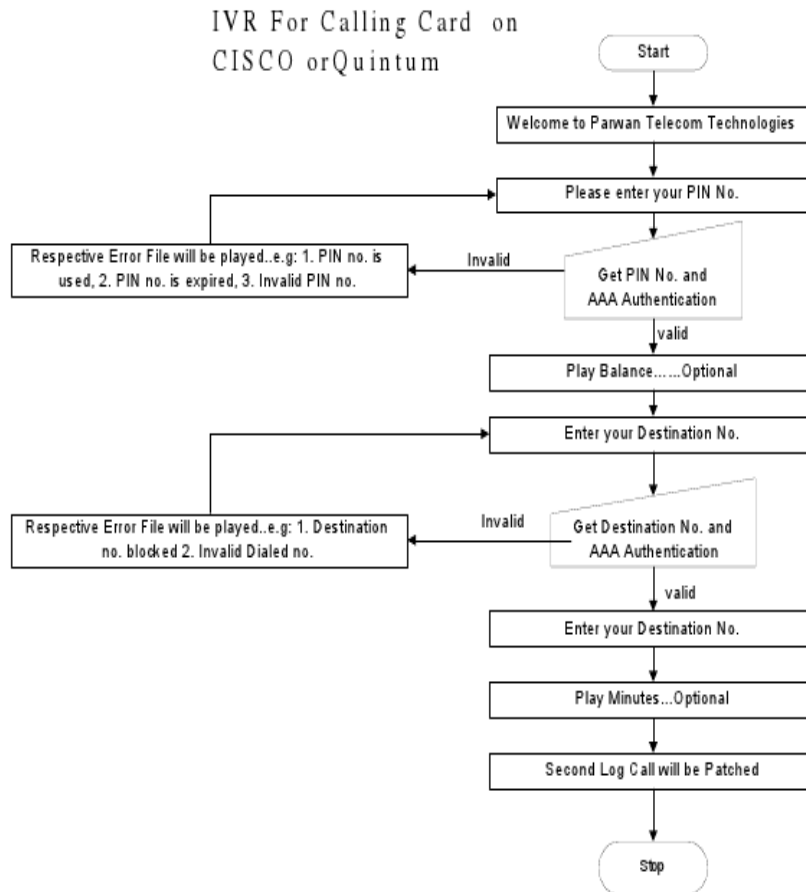 IVR For Calling Card on
CISCO orQuintum
Start
Welcome to Parwan Telecom Technologies
Please enter your PIN No.
Respective Error File will be played..e.g: 1. PIN no. is
used, 2. PIN no. is expired, 3. Invalid PIN no.
Invalid
Get PIN No. and
AAA Authentication
valid
Play Balance......Optional
Enter your Destination No.
Respective Error File will be played..e.g: 1. Destination
no. blocked 2. Invalid Dialed no.
Invalid
Get Destination No. and
AAA Authentication
valid
Enter your Destination No.
Play Minutes...Optional
Second Log Call will be Patched
Stop